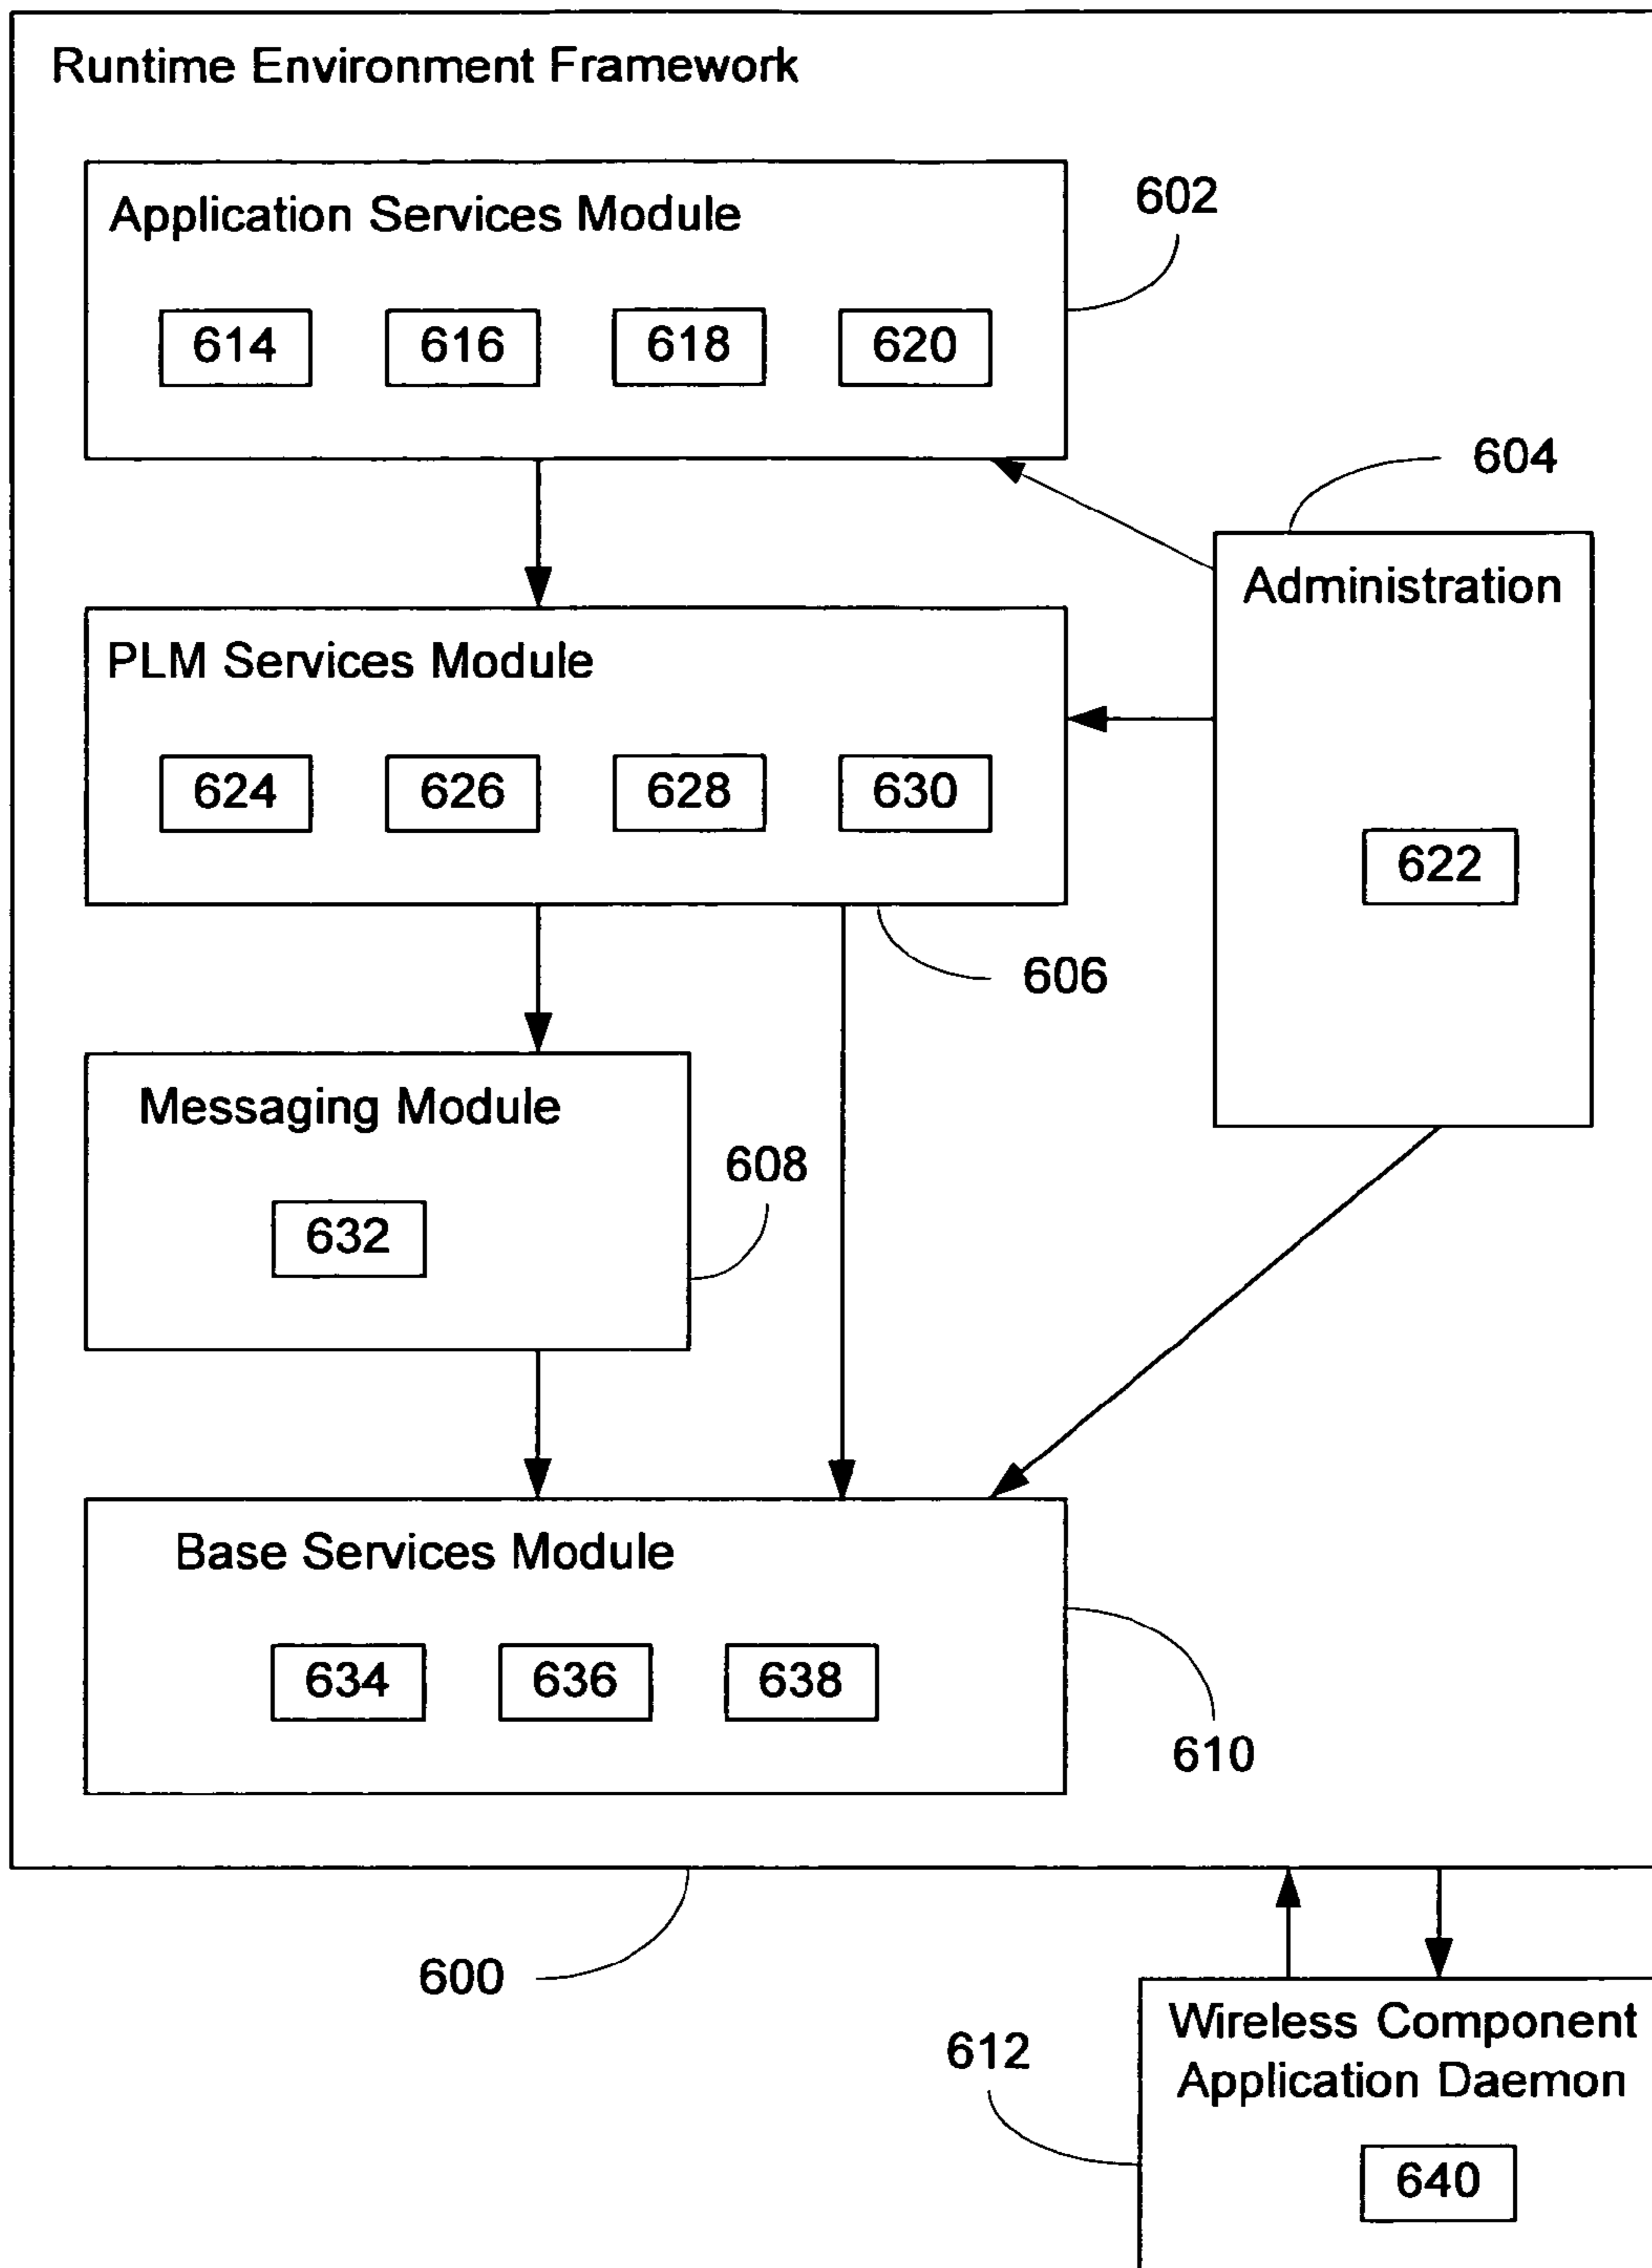 Runtime Environment Framework
Application Services Module
602
614 616 618 620
604
Administration
PLM Services Module
624 626 628 630
622
606
Messaging Module
608
632
Base Services Module
634 636 638
610
600
Wireless Component
Application Daemon
612
640